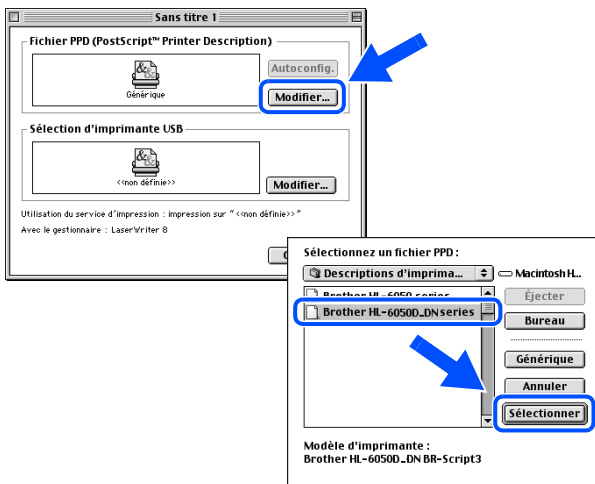 Sans titre 1
Fichier PPD (PostScript™ Printer Description)
Générique
Autoconfig.
Modifier...
Sélection d'imprimante USB
<<non définie>>
Modifier...
Utilisation du service d'impression : impression sur "<<non définie>>"
Avec le gestionnaire : LaserWriter 8
Sélectionnez un fichier PPD :
Descriptions d'imprima...
Macintosh H...
Brother HL-6050 series
Brother HL-6050D_DN series
Éjecter
Bureau
Générique
Annuler
Sélectionner
Modèle d'imprimante :
Brother HL-6050D_DN BR-Script3